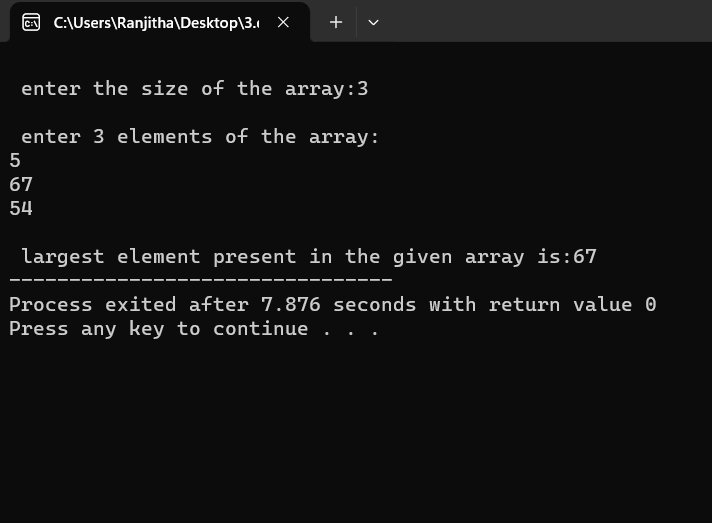 C:\Users\Ranjitha\Desktop\3.
enter the size of the array:3
enter 3 elements of the array:
5
67
54
largest element present in the given array is:67
--------------------------------
Process exited after 7.876 seconds with return value 0
Press any key to continue . . .